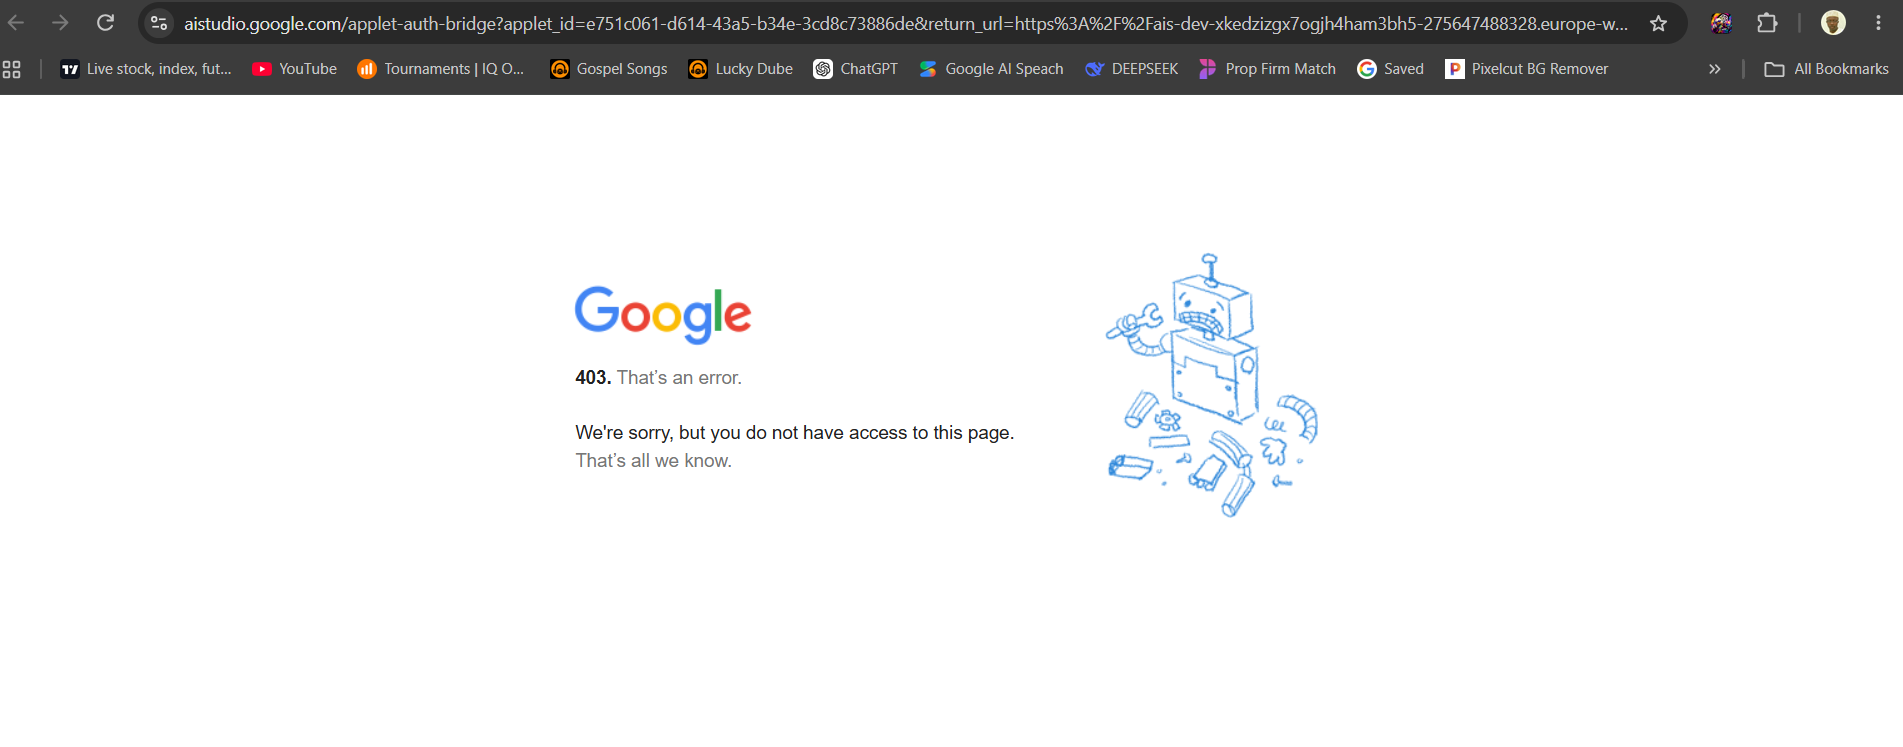 aistudio.google.com/applet-auth-bridge?applet_id=e751c061-d614-43a5-b34e-3cd8c73886de&return_url=https%3A%2F%2Fais-dev-xkedzizgx7ogjh4ham3bh5-275647488328.europe-w...
Live stock, index, fut... YouTube Tournaments | IQ O... Gospel Songs Lucky Dube ChatGPT Google AI Speach DEEPSEEK Prop Firm Match Saved Pixelcut BG Remover » All Bookmarks
Google
403. That's an error.
We're sorry, but you do not have access to this page.
That's all we know.